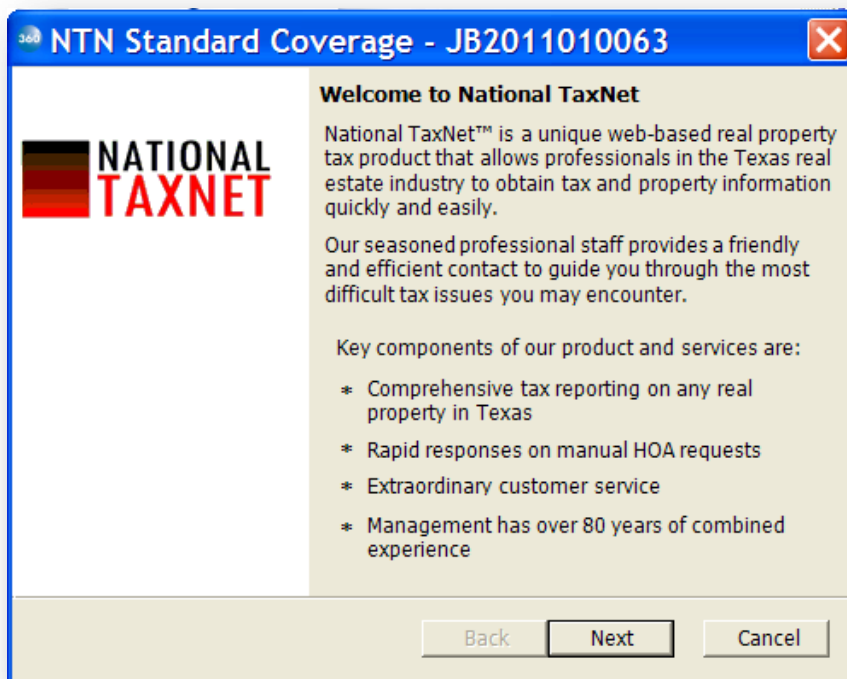 360 NTN Standard Coverage - JB2011010063
NATIONAL
TAXNET
Welcome to National TaxNet
National TaxNet™ is a unique web-based real property
tax product that allows professionals in the Texas real
estate industry to obtain tax and property information
quickly and easily.
Our seasoned professional staff provides a friendly
and efficient contact to guide you through the most
difficult tax issues you may encounter.
Key components of our product and services are:
* Comprehensive tax reporting on any real
property in Texas
* Rapid responses on manual HOA requests
* Extraordinary customer service
* Management has over 80 years of combined
experience
Back Next Cancel